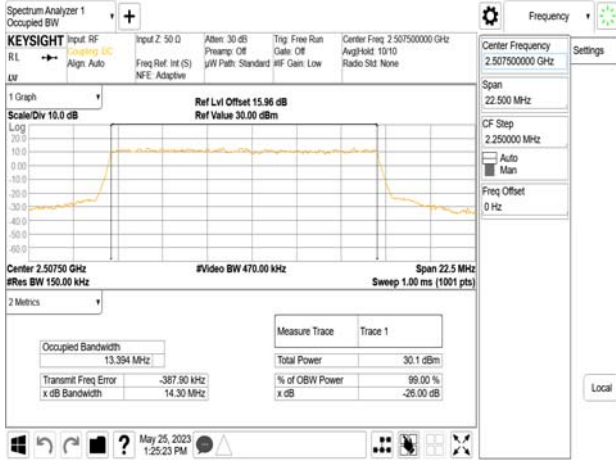 Spectrum Analyzer 1
Occupied BW
+
Frequency
KEYSIGHT
RL
Input: RF
Coupling: DC
Align: Auto
Input Z: 50 Ω
Freq Ref: Int (S)
NFE: Adaptive
Atten: 30 dB
Preamp: Off
µW Path: Standard
Trig: Free Run
Gate: Off
#IF Gain: Low
Center Freq: 2.507500000 GHz
Avg|Hold: 10/10
Radio Std: None
Center Frequency
2.507500000 GHz
Settings
Span
22.500 MHz
CF Step
2.250000 MHz
Auto
Man
Freq Offset
0 Hz
Local
1 Graph
Scale/Div 10.0 dB
Ref Lvl Offset 15.96 dB
Ref Value 30.00 dBm
Log
20.0
10.0
0.00
-10.0
-20.0
-30.0
-40.0
-50.0
-60.0
Center 2.50750 GHz
#Res BW 150.00 kHz
#Video BW 470.00 kHz
Span 22.5 MHz
Sweep 1.00 ms (1001 pts)
2 Metrics
Measure Trace Trace 1
Occupied Bandwidth
13.394 MHz
Total Power 30.1 dBm
Transmit Freq Error -387.90 kHz
% of OBW Power 99.00 %
x dB Bandwidth 14.30 MHz
x dB -26.00 dB
?
May 25, 2023
1:25:23 PM